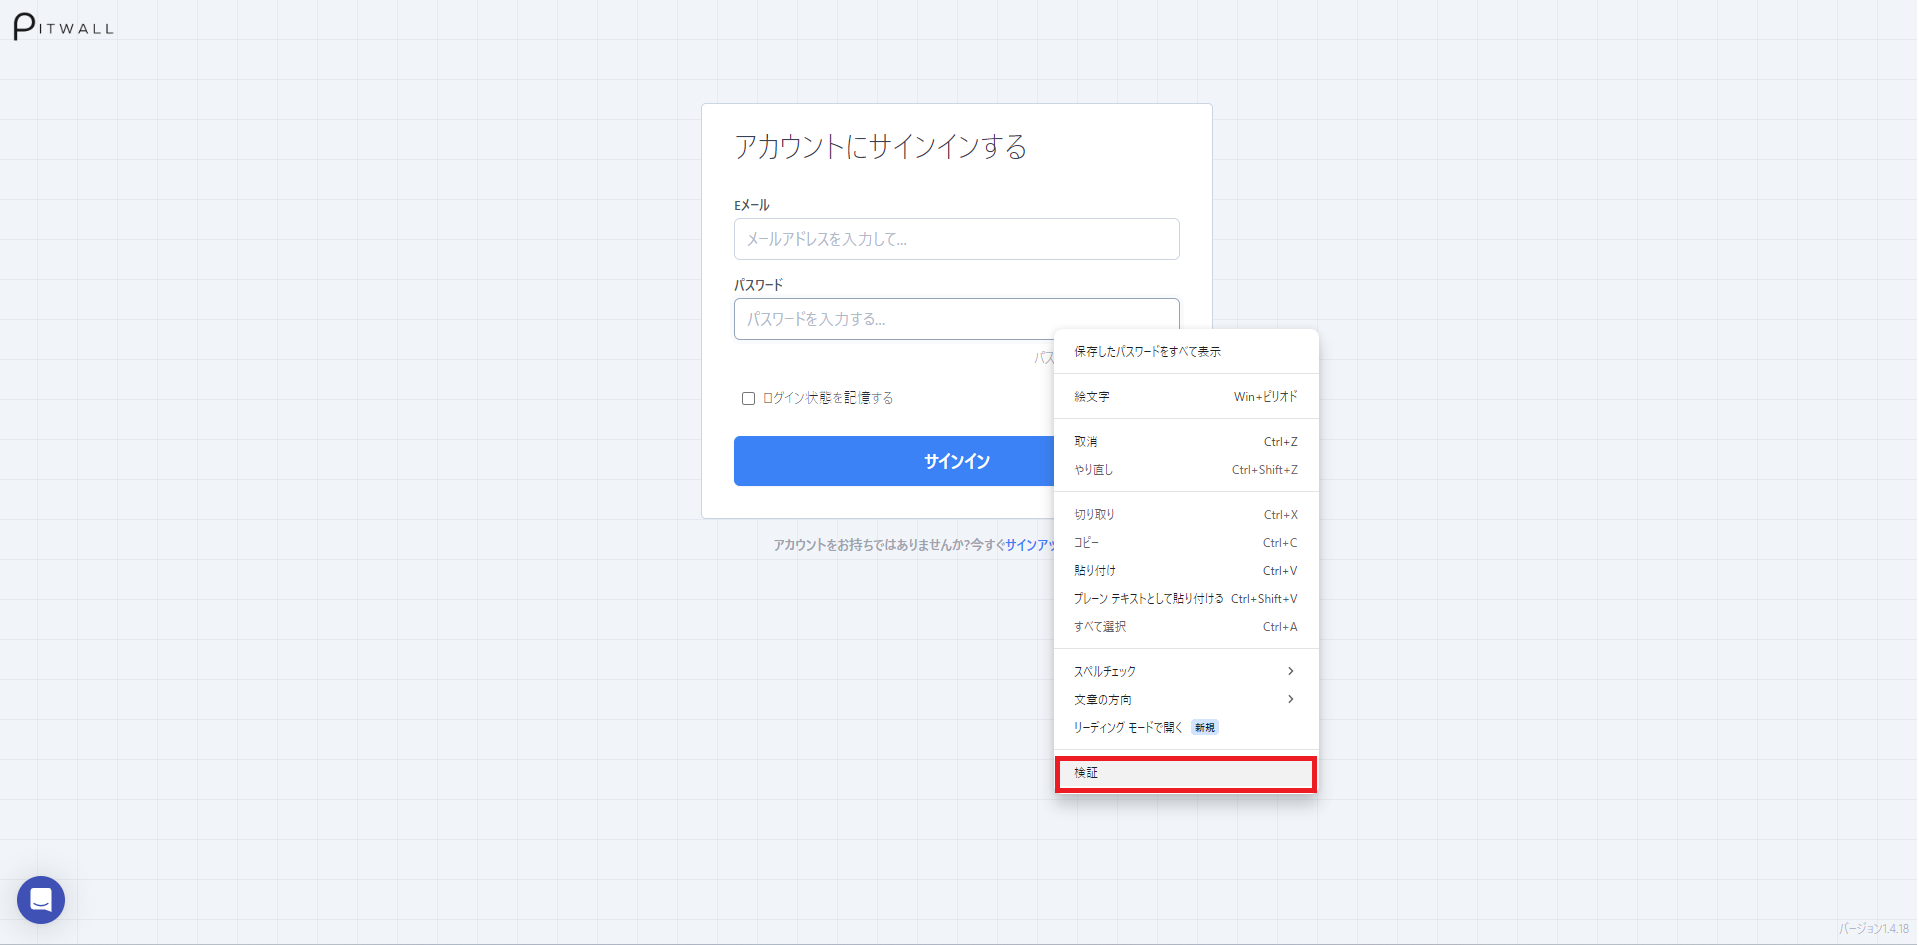 PITWALL
アカウントにサインインする
Eメール
メールアドレスを入力して...
パスワード
パスワードを入力する...
パス
ログイン状態を記憶する
サインイン
アカウントをお持ちではありませんか?今すぐサインアッ
保存したパスワードをすべて表示
絵文字 Win+ピリオド
取消 Ctrl+Z
やり直し Ctrl+Shift+Z
切り取り Ctrl+X
コピー Ctrl+C
貼り付け Ctrl+V
プレーン テキストとして貼り付ける Ctrl+Shift+V
すべて選択 Ctrl+A
スペルチェック
文章の方向
リーディング モードで開く 新規
検証
バージョン1.4.18